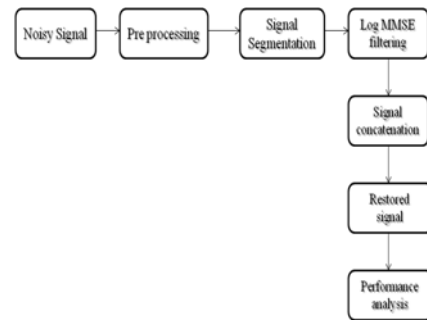 Noisy Signal
Pre processing
Signal
Segmentation
Log MMSE
filtering
Signal
concatenation
Restored
signal
Performance
analysis